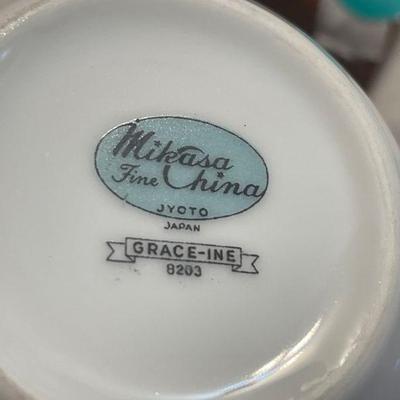 Mikasa
Fine China
JYOTO
JAPAN
GRACE-INE
8203